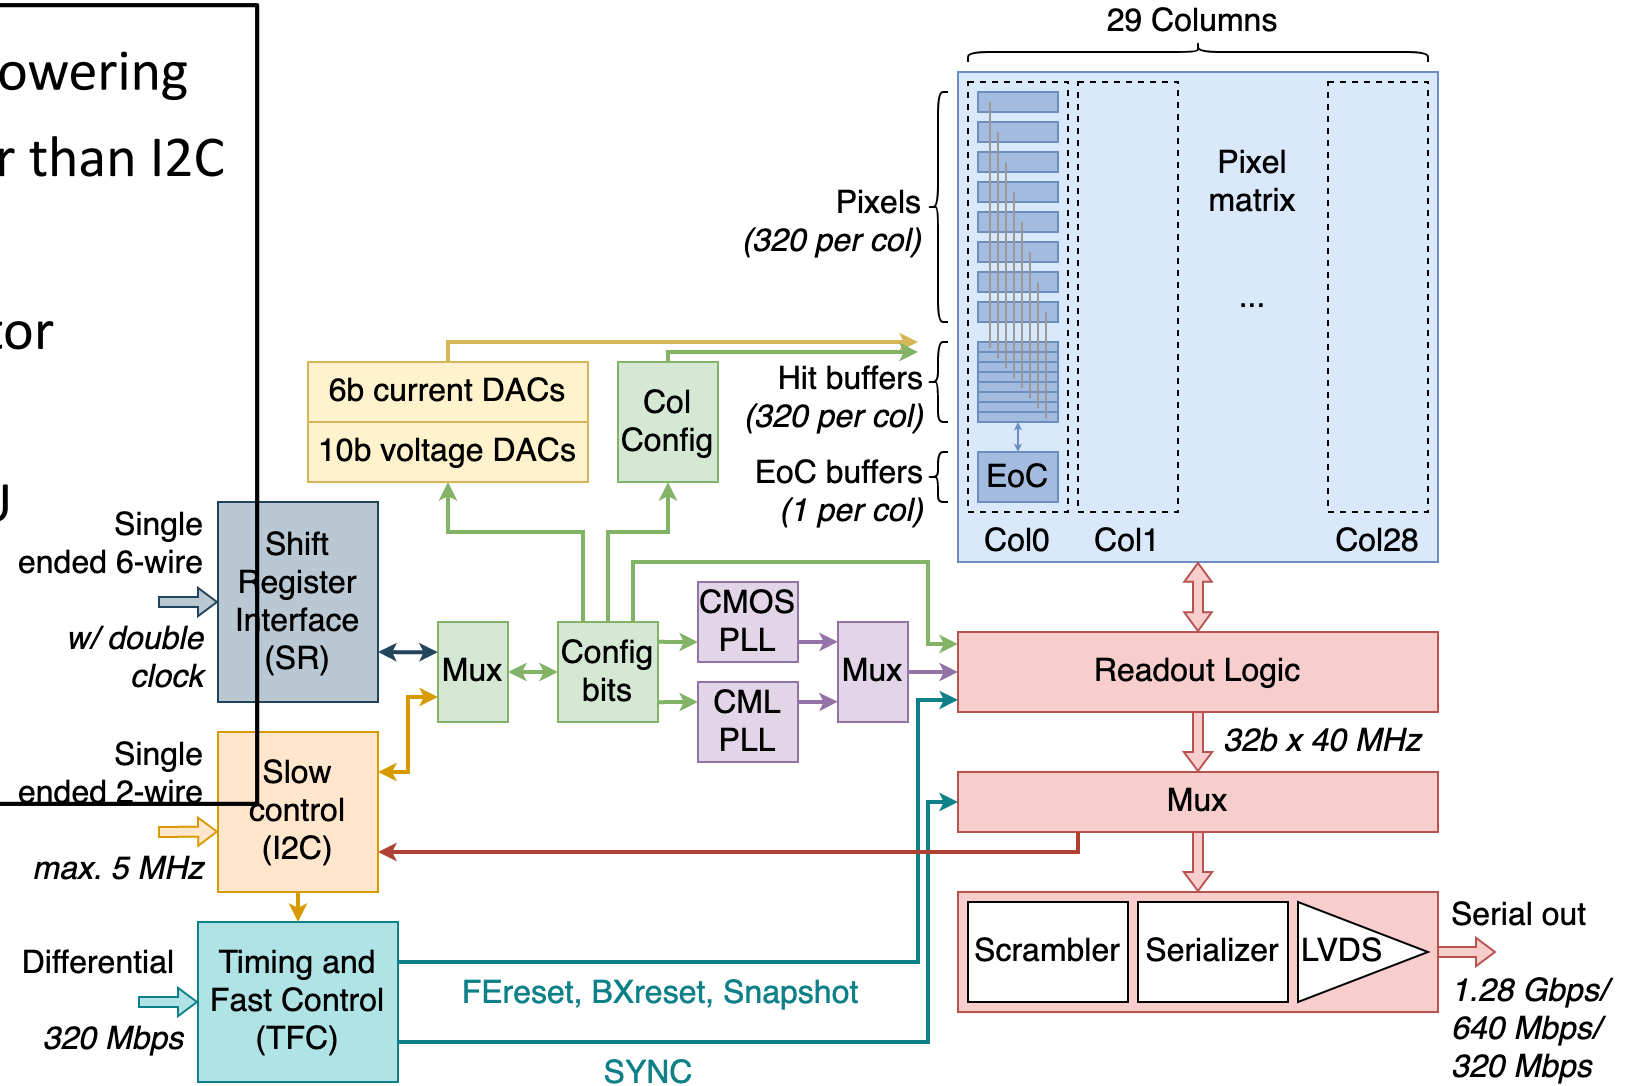 owering
r than I2C
tor
29 Columns
Pixels
(320 per col)
Pixel
matrix
...
Hit buffers
(320 per col)
EoC buffers
(1 per col)
EoC
Col0
Col1
Col28
6b current DACs
10b voltage DACs
Col
Config
Single
ended 6-wire
w/ double
clock
Shift
Register
Interface
(SR)
Mux
Config
bits
CMOS
PLL
CML
PLL
Mux
Readout Logic
32b x 40 MHz
Mux
Single
ended 2-wire
max. 5 MHz
Slow
control
(I2C)
Differential
320 Mbps
Timing and
Fast Control
(TFC)
FEreset, BXreset, Snapshot
SYNC
Scrambler
Serializer
LVDS
Serial out
1.28 Gbps/
640 Mbps/
320 Mbps